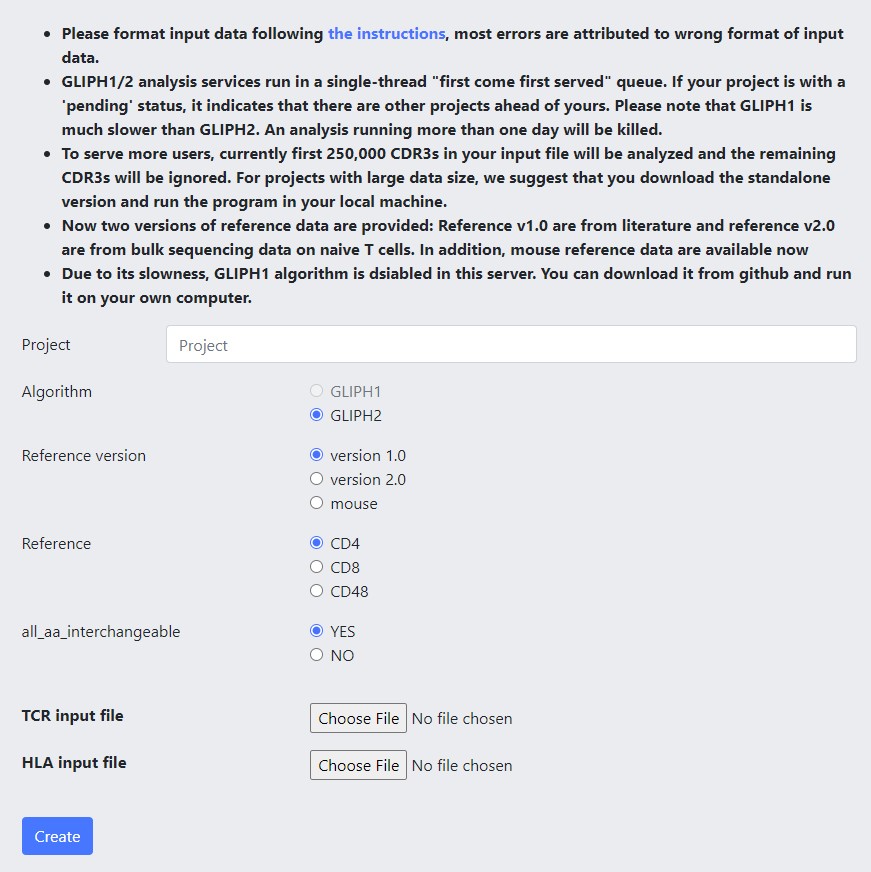 • Please format input data following the instructions, most errors are attributed to wrong format of input
data.
• GLIPH1/2 analysis services run in a single-thread "first come first served" queue. If your project is with a
'pending' status, it indicates that there are other projects ahead of yours. Please note that GLIPH1 is
much slower than GLIPH2. An analysis running more than one day will be killed.
• To serve more users, currently first 250,000 CDR3s in your input file will be analyzed and the remaining
CDR3s will be ignored. For projects with large data size, we suggest that you download the standalone
version and run the program in your local machine.
• Now two versions of reference data are provided: Reference v1.0 are from literature and reference v2.0
are from bulk sequencing data on naive T cells. In addition, mouse reference data are available now
• Due to its slowness, GLIPH1 algorithm is dsiabled in this server. You can download it from github and run
it on your own computer.
Project Project
Algorithm GLIPH1
GLIPH2
Reference version version 1.0
version 2.0
mouse
Reference CD4
CD8
CD48
all_aa_interchangeable YES
NO
TCR input file Choose File No file chosen
HLA input file Choose File No file chosen
Create